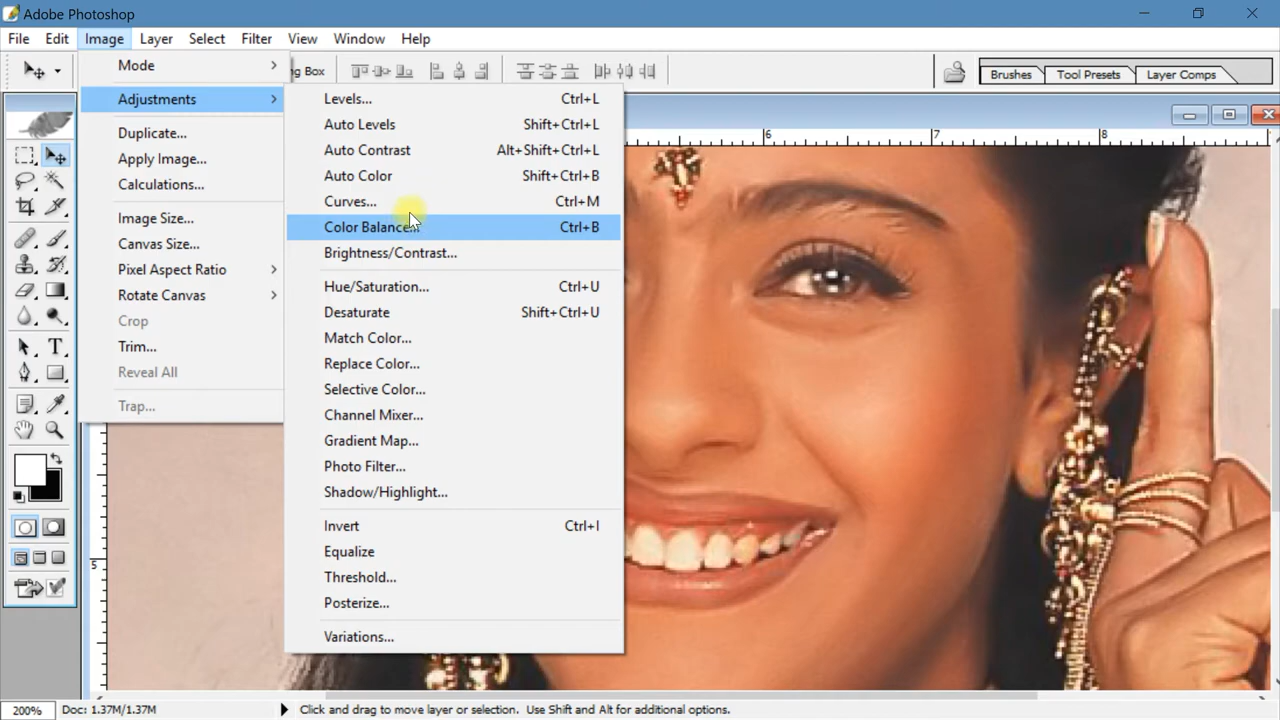 Adobe Photoshop
File Edit Image Layer Select Filter View Window Help
ng Box
Brushes Tool Presets Layer Comps
Mode
Adjustments
Duplicate...
Apply Image...
Calculations...
Image Size...
Canvas Size...
Pixel Aspect Ratio
Rotate Canvas
Crop
Trim...
Reveal All
Trap...
Levels... Ctrl+L
Auto Levels Shift+Ctrl+L
Auto Contrast Alt+Shift+Ctrl+L
Auto Color Shift+Ctrl+B
Curves... Ctrl+M
Color Balance... Ctrl+B
Brightness/Contrast...
Hue/Saturation... Ctrl+U
Desaturate Shift+Ctrl+U
Match Color...
Replace Color...
Selective Color...
Channel Mixer...
Gradient Map...
Photo Filter...
Shadow/Highlight...
Invert Ctrl+I
Equalize
Threshold...
Posterize...
Variations...
6 7 8
5
200% Doc: 1.37M/1.37M Click and drag to move layer or selection. Use Shift and Alt for additional options.